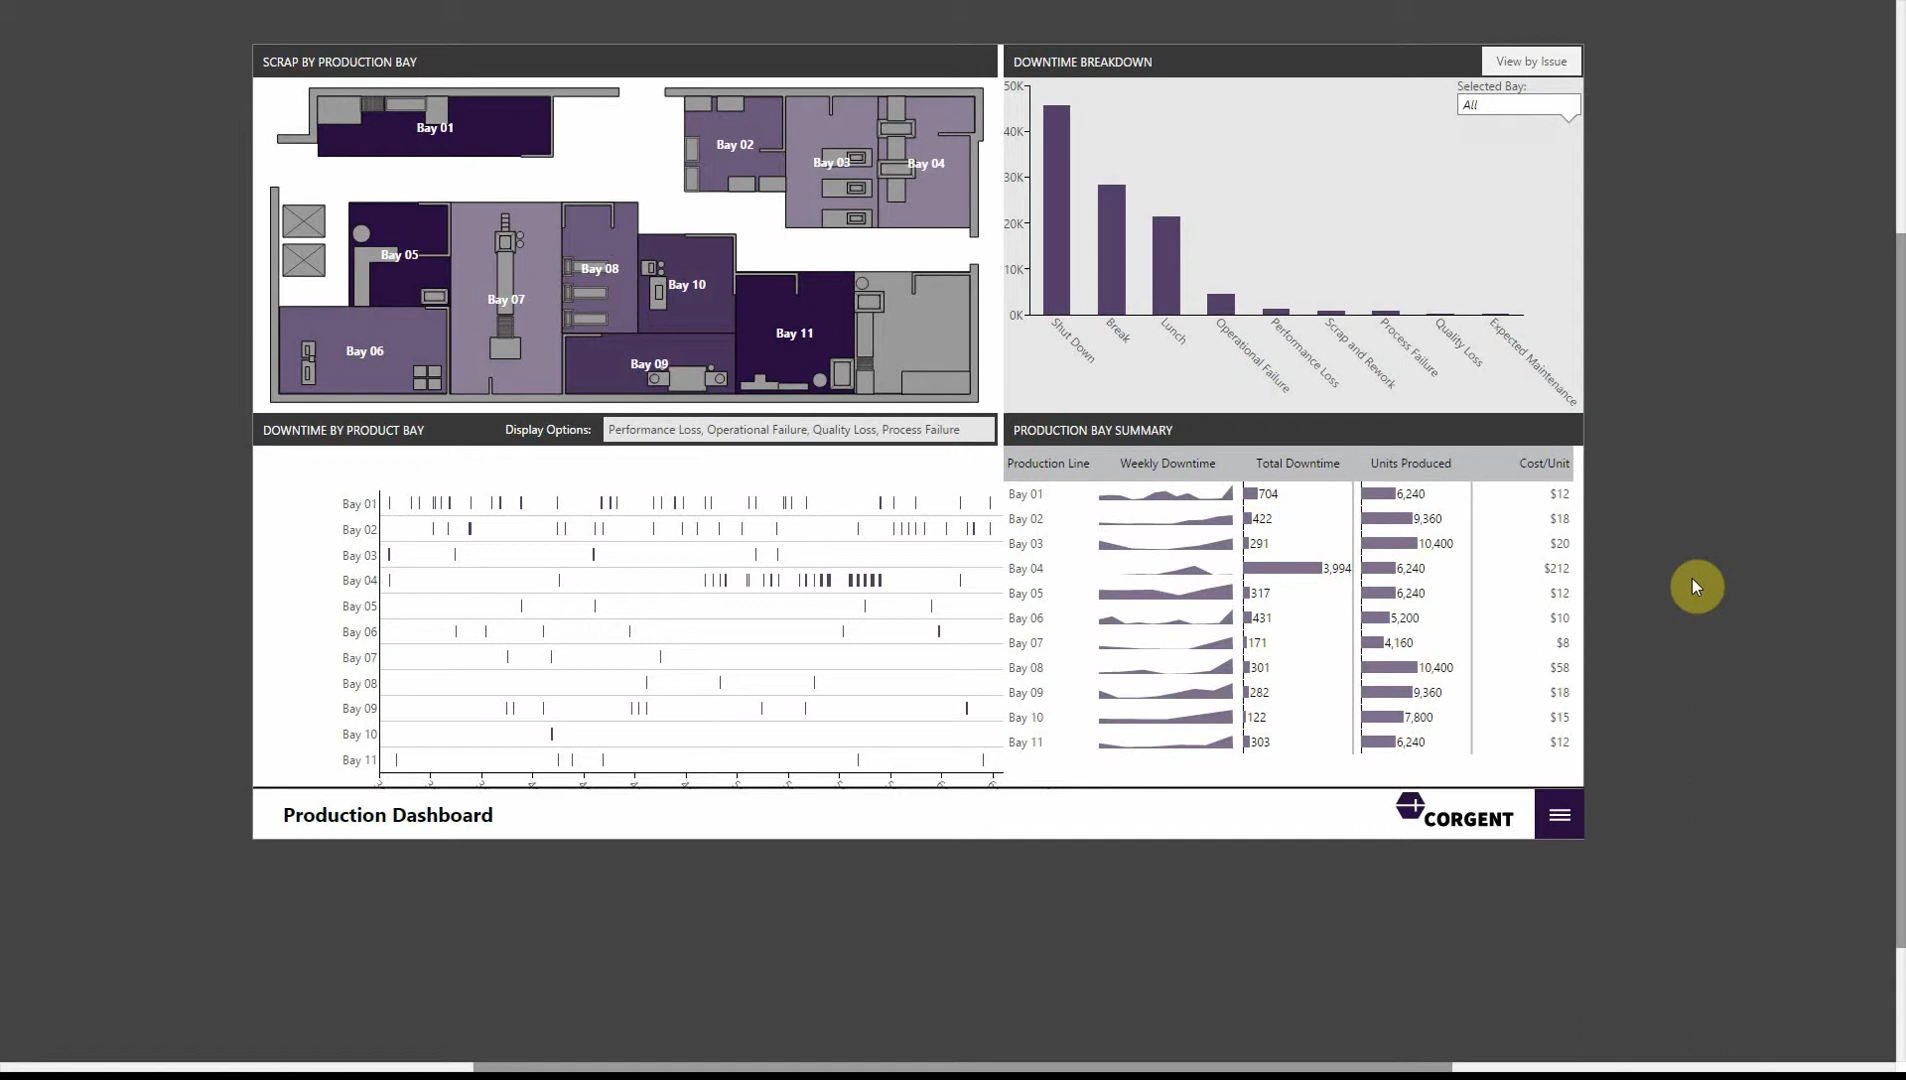 SCRAP BY PRODUCTION BAY
Bay 01
Bay 02
Bay 03
Bay 04
Bay 05
Bay 06
Bay 07
Bay 08
Bay 09
Bay 10
Bay 11
DOWNTIME BREAKDOWN
View by Issue
Selected Bay:
All
50K
40K
30K
20K
10K
0K
Shut Down
Break
Lunch
Operational Failure
Performance Loss
Scrap and Rework
Process Failure
Quality Loss
Expected Maintenance
DOWNTIME BY PRODUCT BAY
Display Options:
Performance Loss, Operational Failure, Quality Loss, Process Failure
Bay 01
Bay 02
Bay 03
Bay 04
Bay 05
Bay 06
Bay 07
Bay 08
Bay 09
Bay 10
Bay 11
PRODUCTION BAY SUMMARY
Production Line Weekly Downtime Total Downtime Units Produced Cost/Unit
Bay 01 704 6,240 $12
Bay 02 422 9,360 $18
Bay 03 291 10,400 $20
Bay 04 3,994 6,240 $212
Bay 05 317 6,240 $12
Bay 06 431 5,200 $10
Bay 07 171 4,160 $8
Bay 08 301 10,400 $58
Bay 09 282 9,360 $18
Bay 10 122 7,800 $15
Bay 11 303 6,240 $12
Production Dashboard
CORGENT